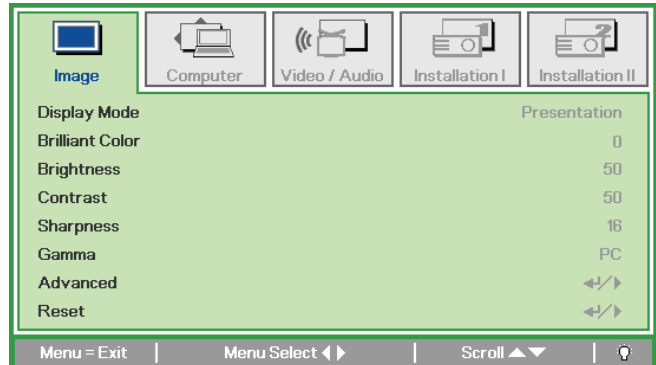 Image Computer Video / Audio Installation I Installation II
Display Mode Presentation
Brilliant Color 0
Brightness 50
Contrast 50
Sharpness 16
Gamma PC
Advanced
Reset
Menu = Exit Menu Select Scroll